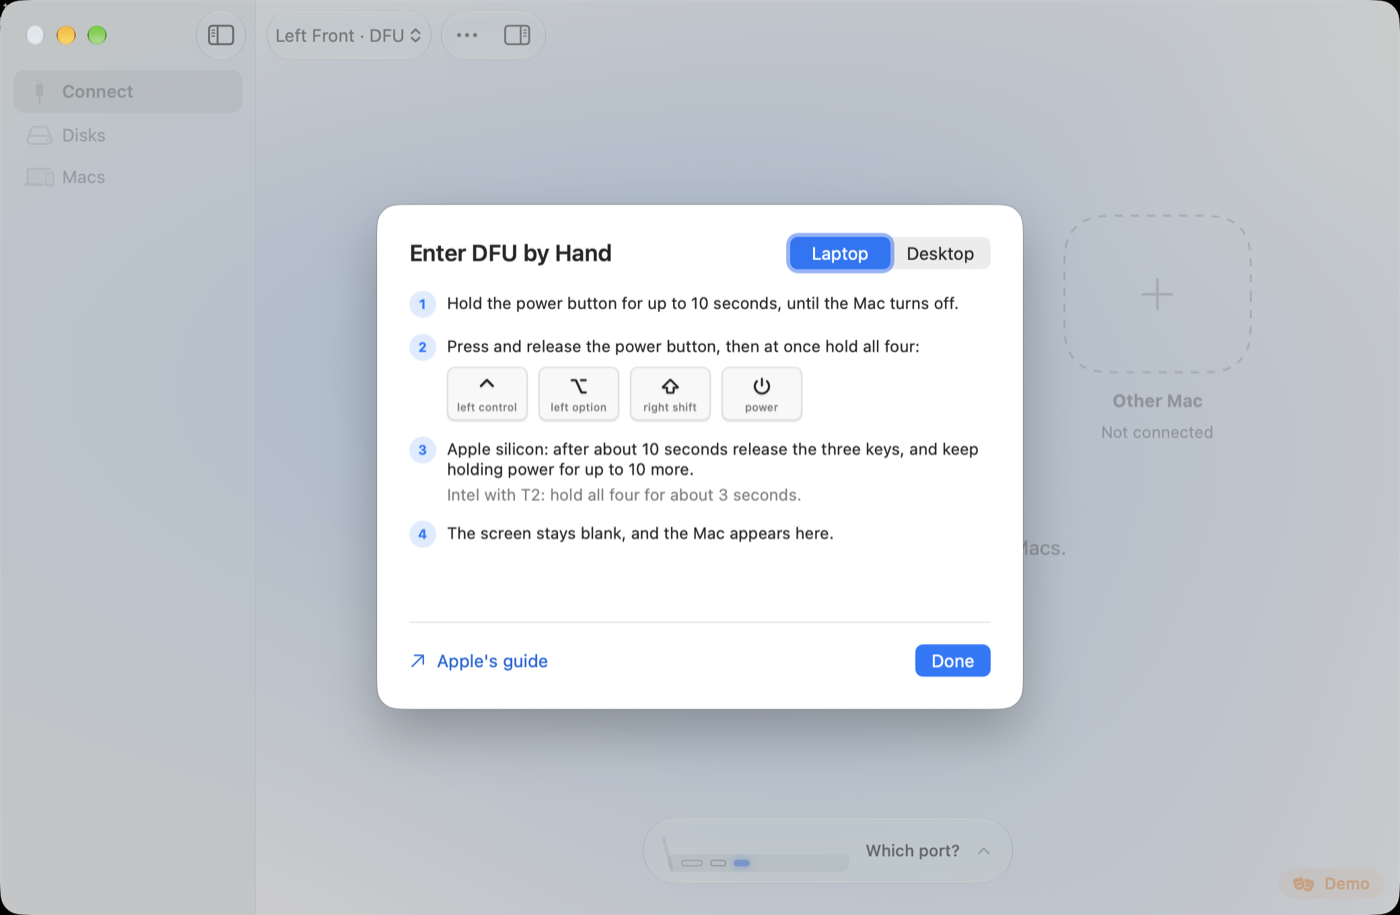 Left Front · DFU
Connect
Disks
Macs
Enter DFU by Hand
Laptop
Desktop
1 Hold the power button for up to 10 seconds, until the Mac turns off.
2 Press and release the power button, then at once hold all four:
left control
left option
right shift
power
3 Apple silicon: after about 10 seconds release the three keys, and keep
holding power for up to 10 more.
Intel with T2: hold all four for about 3 seconds.
4 The screen stays blank, and the Mac appears here.
Apple's guide
Done
Other Mac
Not connected
Macs.
Which port?
Demo